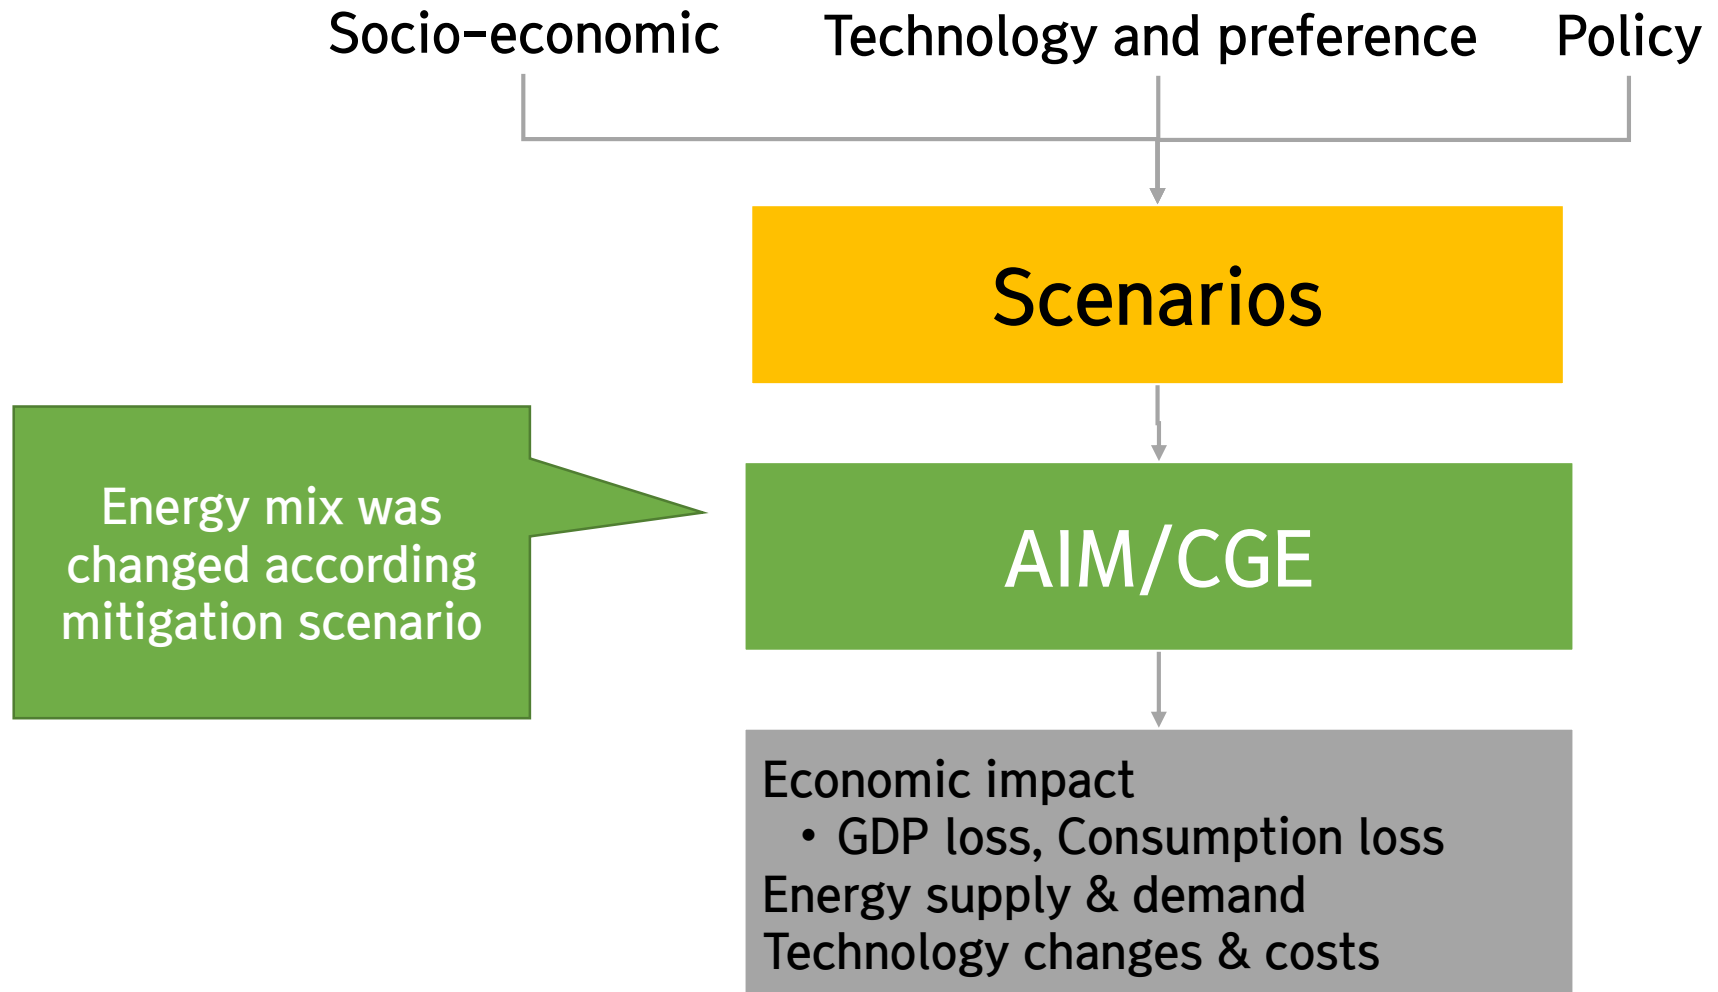 Socio-economic
Technology and preference
Policy
Scenarios
Energy mix was
changed according
mitigation scenario
AIM/CGE
Economic impact
・GDP loss, Consumption loss
Energy supply & demand
Technology changes & costs